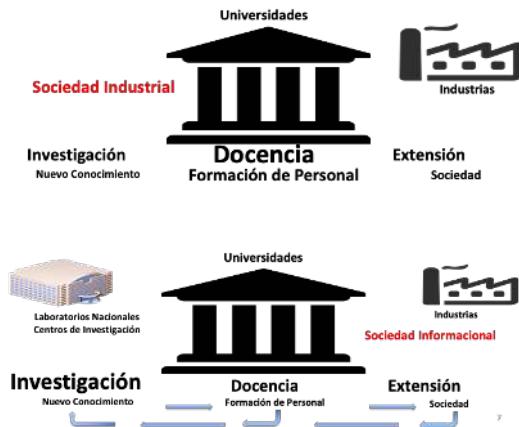 Universidades
Sociedad Industrial
Industrias
Investigación
Docencia
Extensión
Nuevo Conocimiento
Formación de Personal
Sociedad
Universidades
Laboratorios Nacionales
Centros de Investigación
Industrias
Sociedad Informacional
Investigación
Docencia
Extensión
Nuevo Conocimiento
Formación de Personal
Sociedad